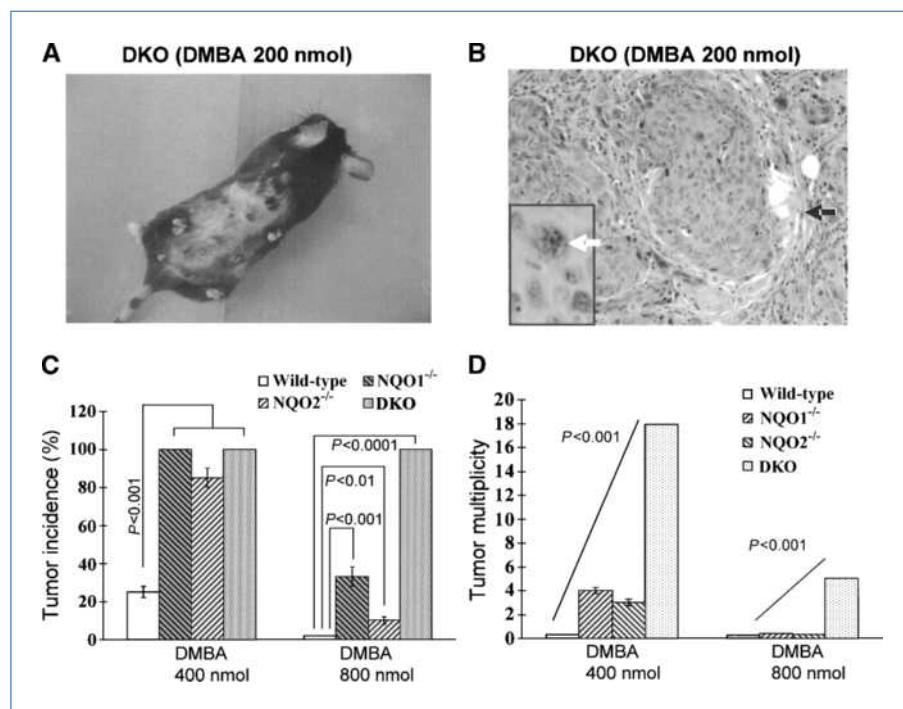 A
DKO (DMBA 200 nmol)
B
DKO (DMBA 200 nmol)
C
Wild-type
NQO1-/-
NQO2-/-
DKO
Tumor incidence (%)
120
100
80
60
40
20
0
P<0.001
P<0.0001
P<0.01
P<0.001
DMBA
400 nmol
DMBA
800 nmol
D
Wild-type
NQO1-/-
NQO2-/-
DKO
Tumor multiplicity
20
18
16
14
12
10
8
6
4
2
0
P<0.001
P<0.001
DMBA
400 nmol
DMBA
800 nmol